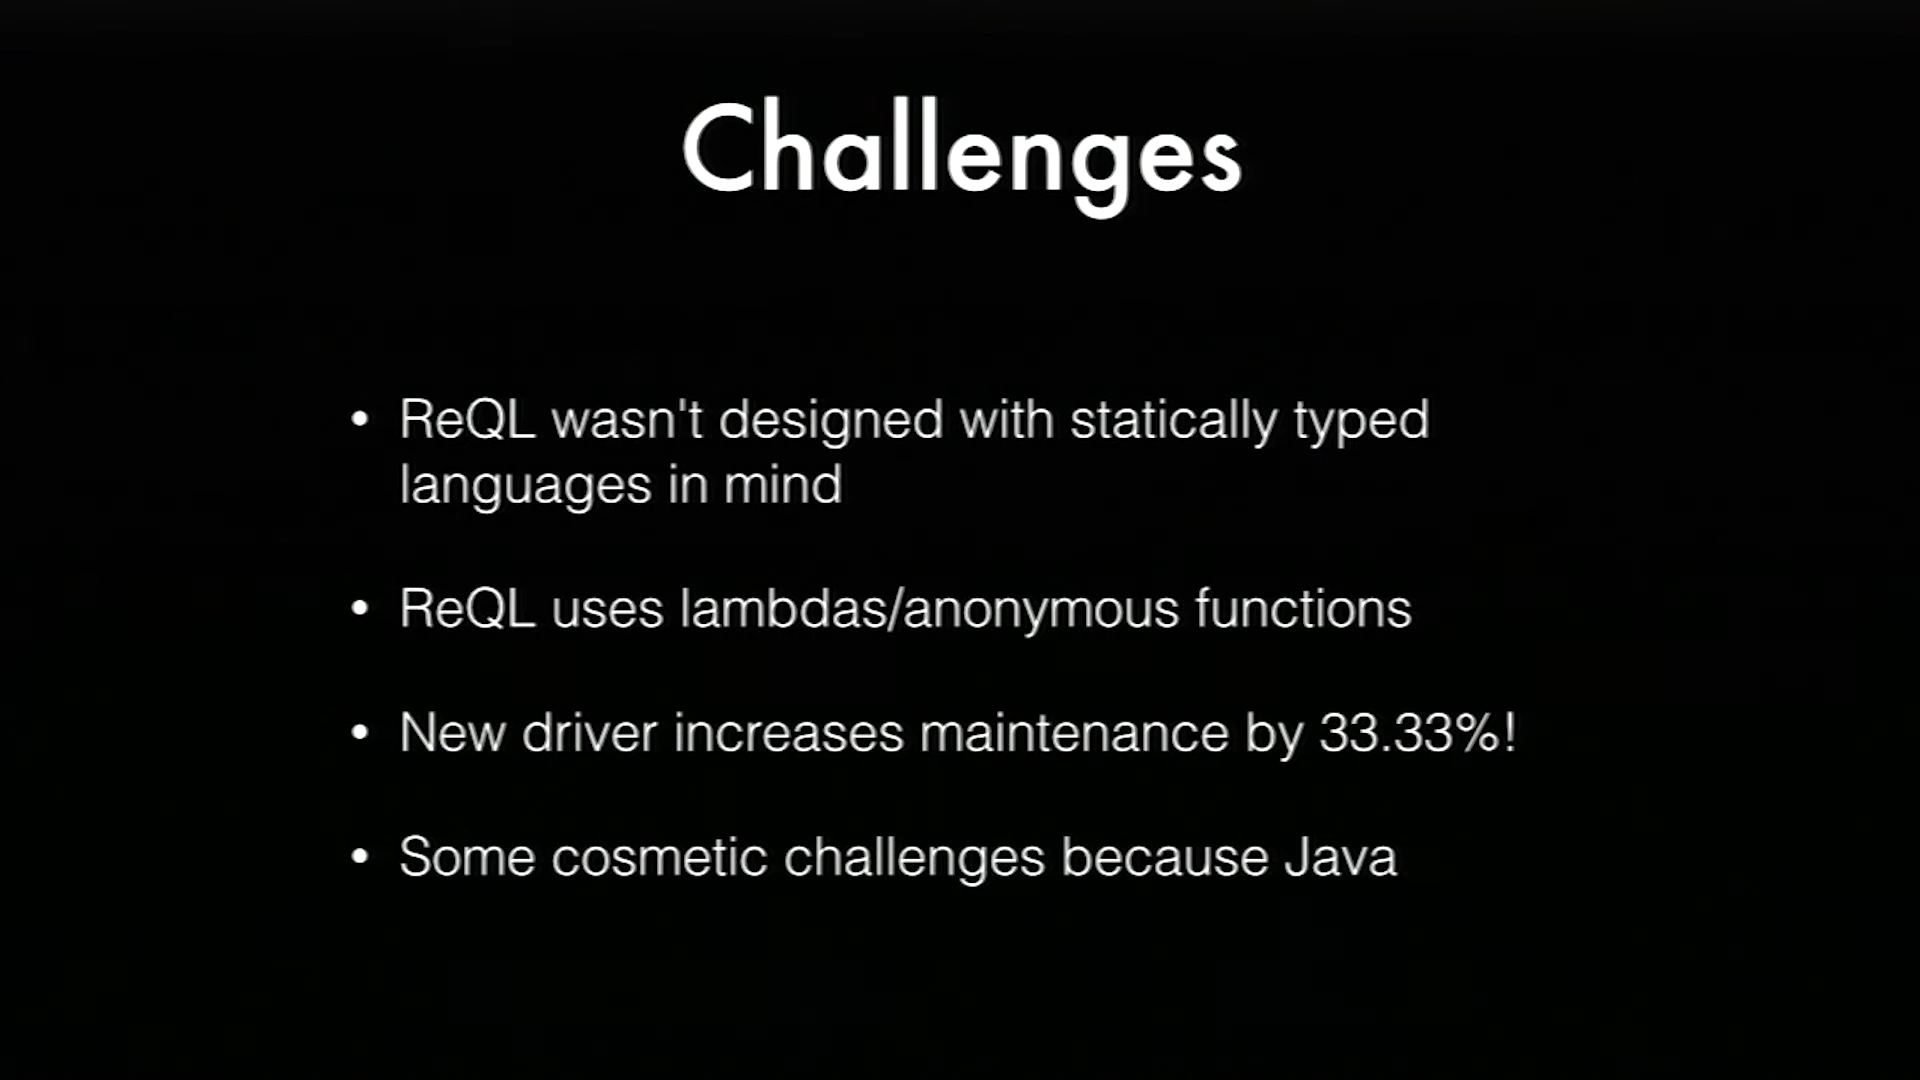 Challenges
• ReQL wasn't designed with statically typed
languages in mind
• ReQL uses lambdas/anonymous functions
• New driver increases maintenance by 33.33%!
• Some cosmetic challenges because Java